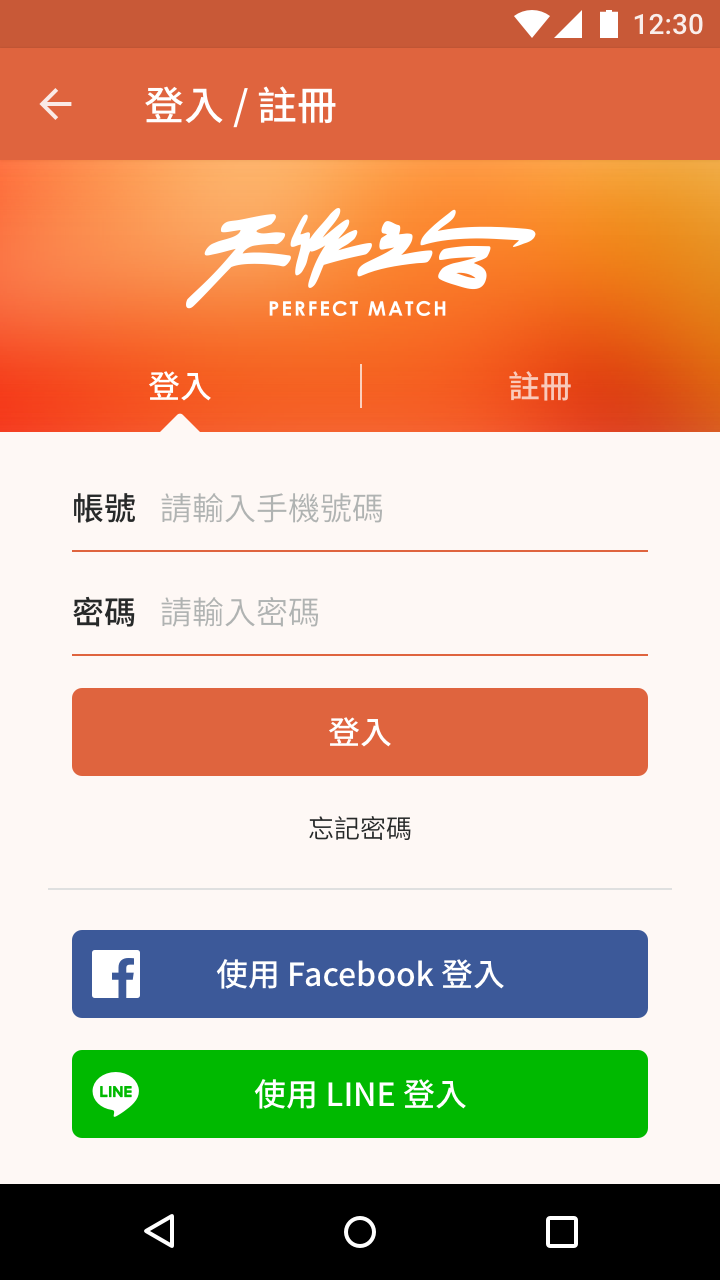 12:30
登入 / 註冊
天作之合
PERFECT MATCH
登入 註冊
帳號 請輸入手機號碼
密碼 請輸入密碼
登入
忘記密碼
使用 Facebook 登入
LINE 使用 LINE 登入